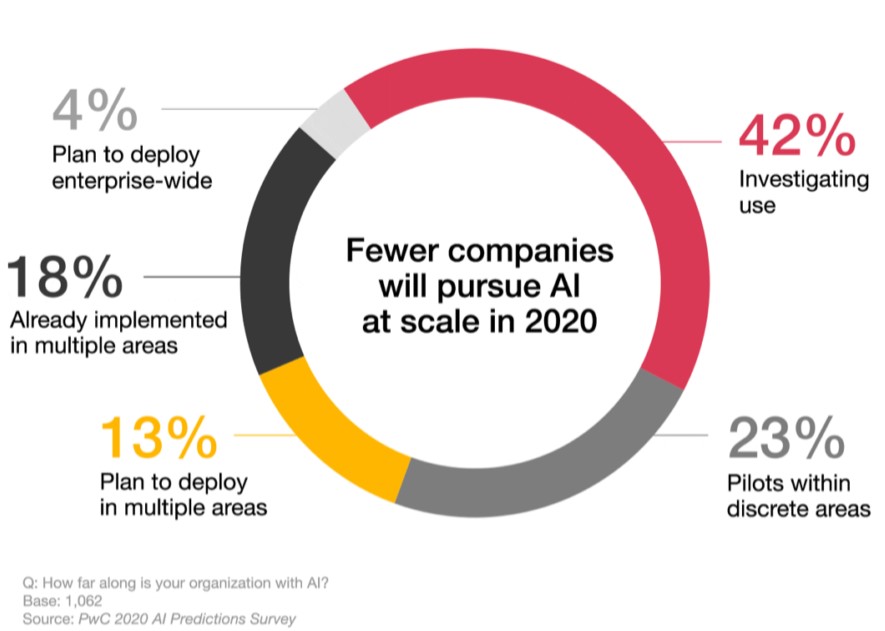 4%
Plan to deploy
enterprise-wide
42%
Investigating
use
Fewer companies
will pursue AI
at scale in 2020
18%
Already implemented
in multiple areas
13%
Plan to deploy
in multiple areas
23%
Pilots within
discrete areas
Q: How far along is your organization with AI?
Base: 1,062
Source: PwC 2020 AI Predictions Survey